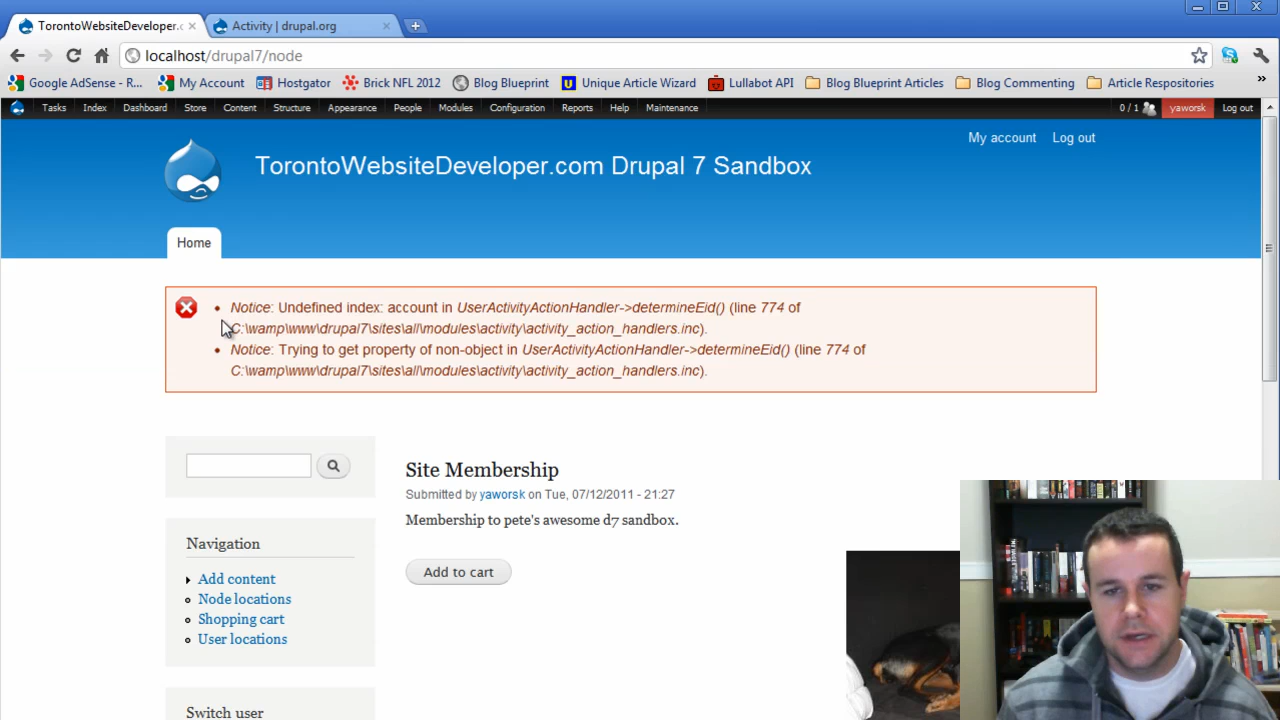 TorontoWebsiteDeveloper.c
Activity | drupal.org
localhost/drupal7/node
Google AdSense - R... My Account Hostgator Brick NFL 2012 Blog Blueprint Unique Article Wizard Lullabot API Blog Blueprint Articles Blog Commenting Article Respositories »
Tasks Index Dashboard Store Content Structure Appearance People Modules Configuration Reports Help Maintenance 0 / 1 yaworsk Log out
My account Log out
TorontoWebsiteDeveloper.com Drupal 7 Sandbox
Home
Notice: Undefined index: account in UserActivityActionHandler->determineEid() (line 774 of
C:\wamp\www\drupal7\sites\all\modules\activity\activity_action_handlers.inc).
Notice: Trying to get property of non-object in UserActivityActionHandler->determineEid() (line 774 of
C:\wamp\www\drupal7\sites\all\modules\activity\activity_action_handlers.inc).
Site Membership
Submitted by yaworsk on Tue, 07/12/2011 - 21:27
Membership to pete's awesome d7 sandbox.
Add to cart
Navigation
Add content
Node locations
Shopping cart
User locations
Switch user